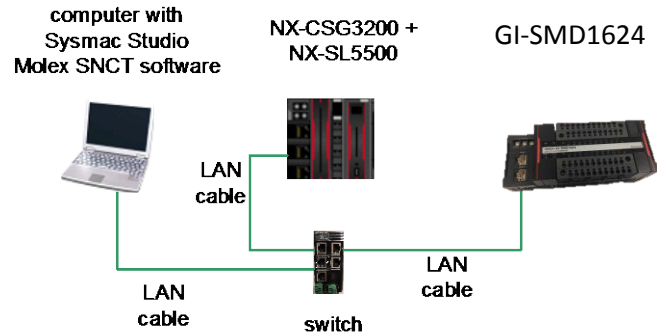 computer with
Sysmac Studio
Molex SNCT software
NX-CSG3200 +
NX-SL5500
GI-SMD1624
LAN
cable
LAN
cable
LAN
cable
switch